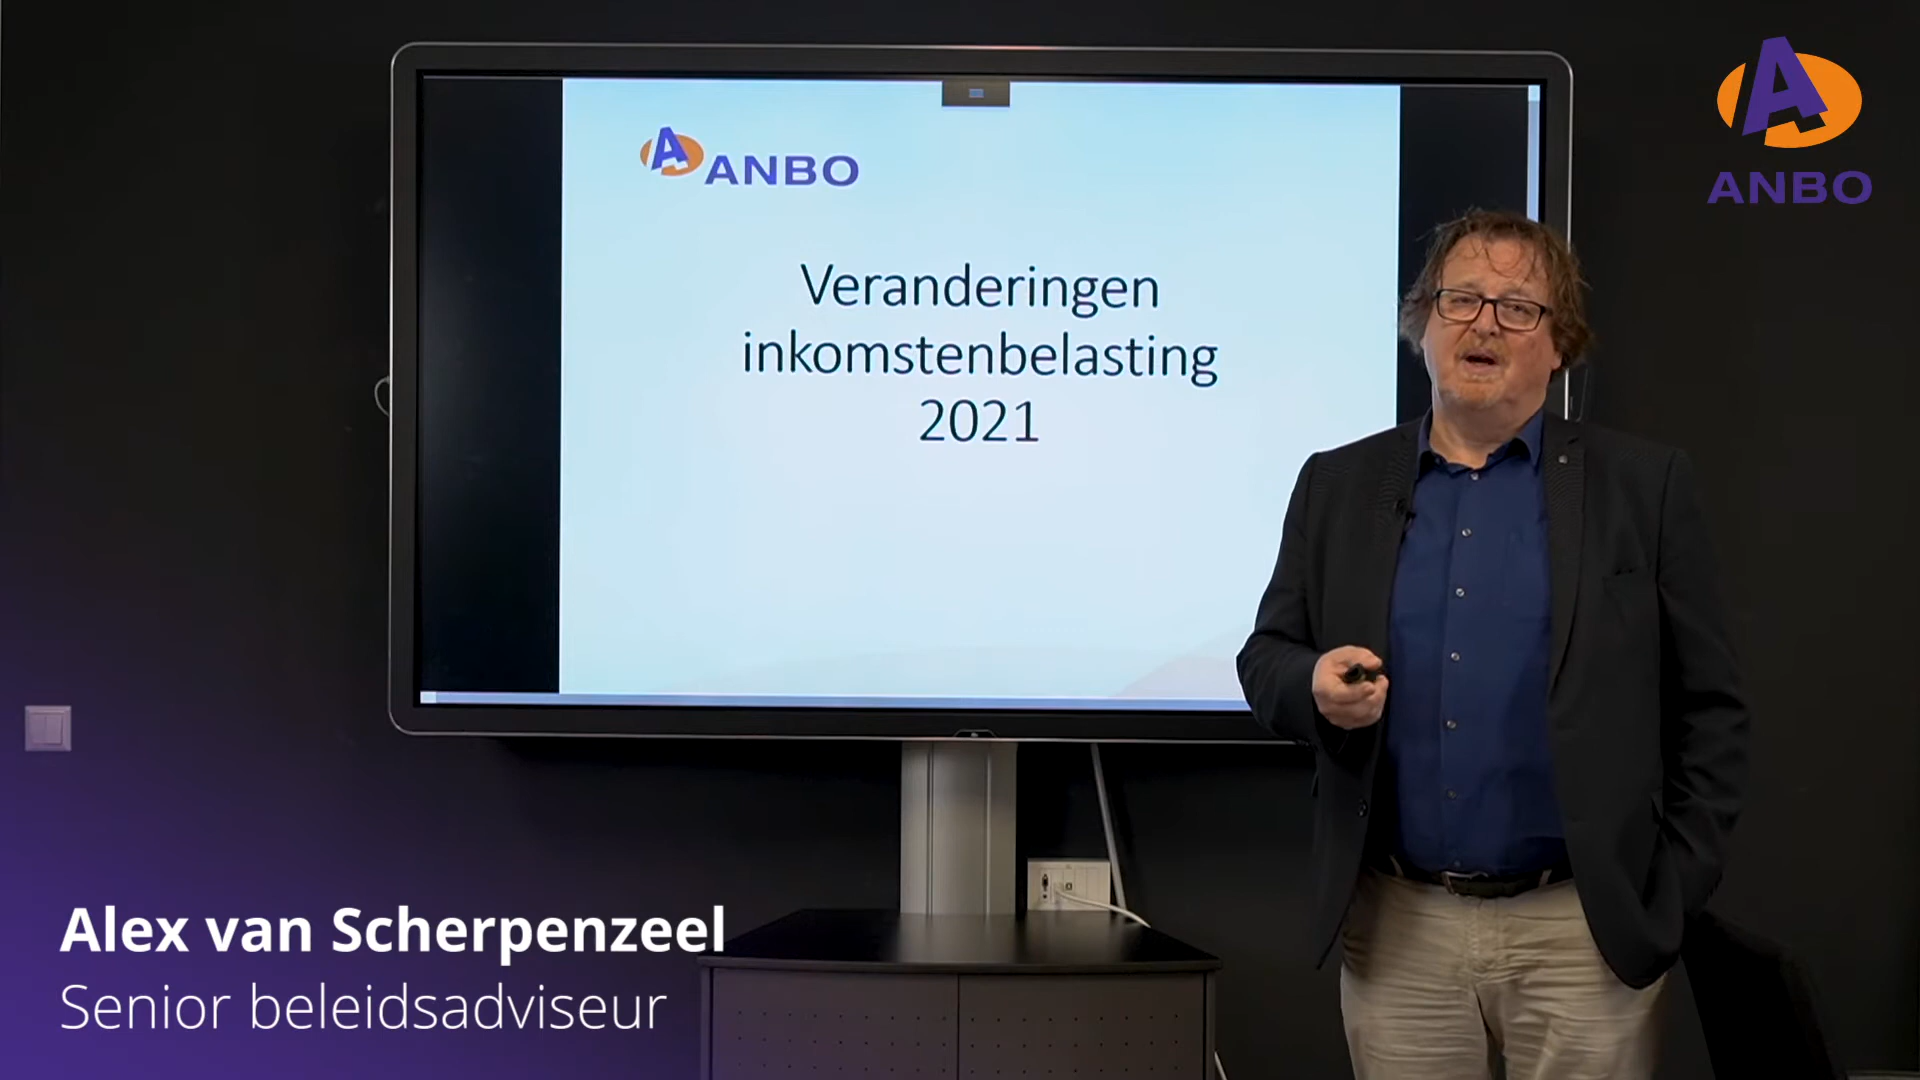 ANBO
ANBO
Veranderingen
inkomstenbelasting
2021
Alex van Scherpenzeel
Senior beleidsadviseur